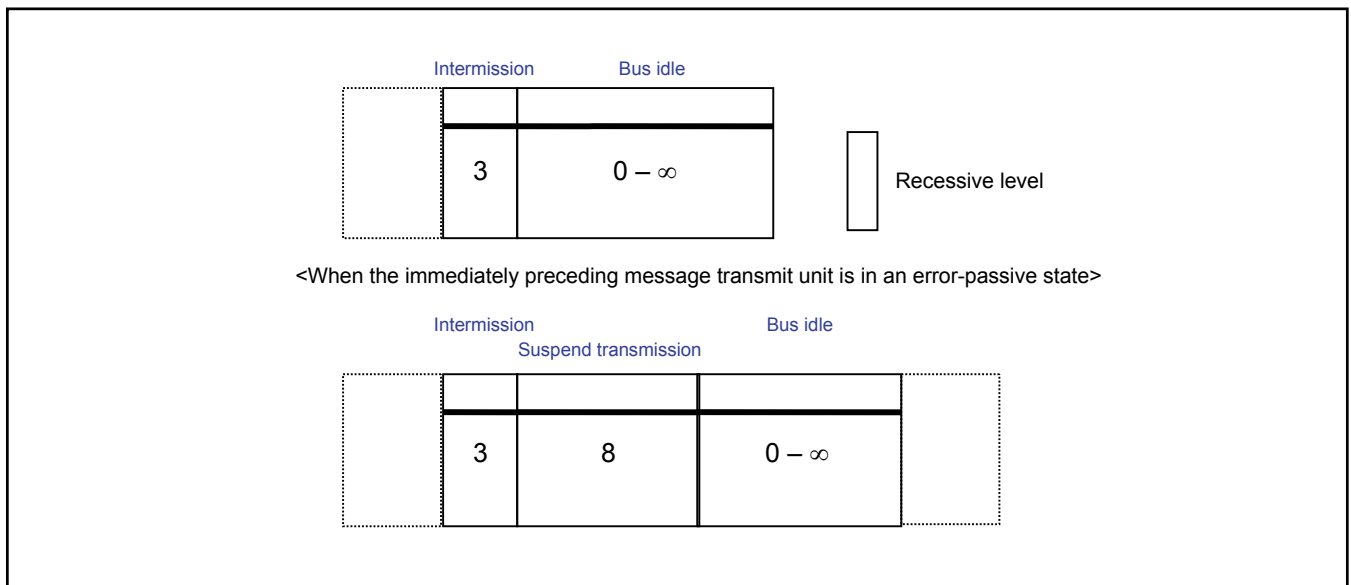 Intermission Bus idle
3 0 – ∞
Recessive level
<When the immediately preceding message transmit unit is in an error-passive state>
Intermission Bus idle
Suspend transmission
3 8 0 – ∞